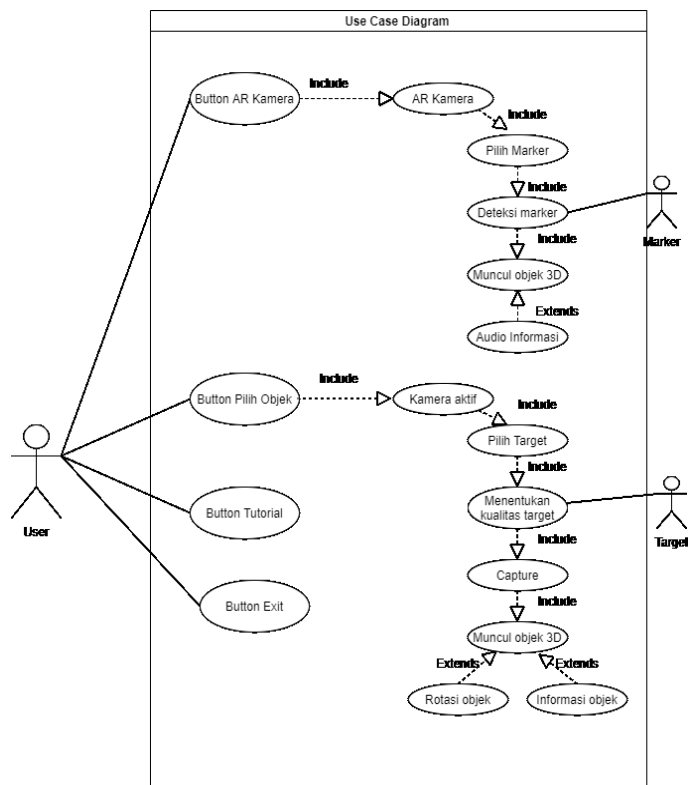 Use Case Diagram
Button AR Kamera
Include
AR Kamera
Include
Pilih Marker
Include
Deteksi marker
Marker
Include
Muncul objek 3D
Extends
Audio Informasi
Button Pilih Objek
Include
Kamera aktif
Include
Pilih Target
Include
User
Button Tutorial
Menentukan
kualitas target
Target
Include
Capture
Include
Button Exit
Muncul objek 3D
Extends
Extends
Rotasi objek
Informasi objek